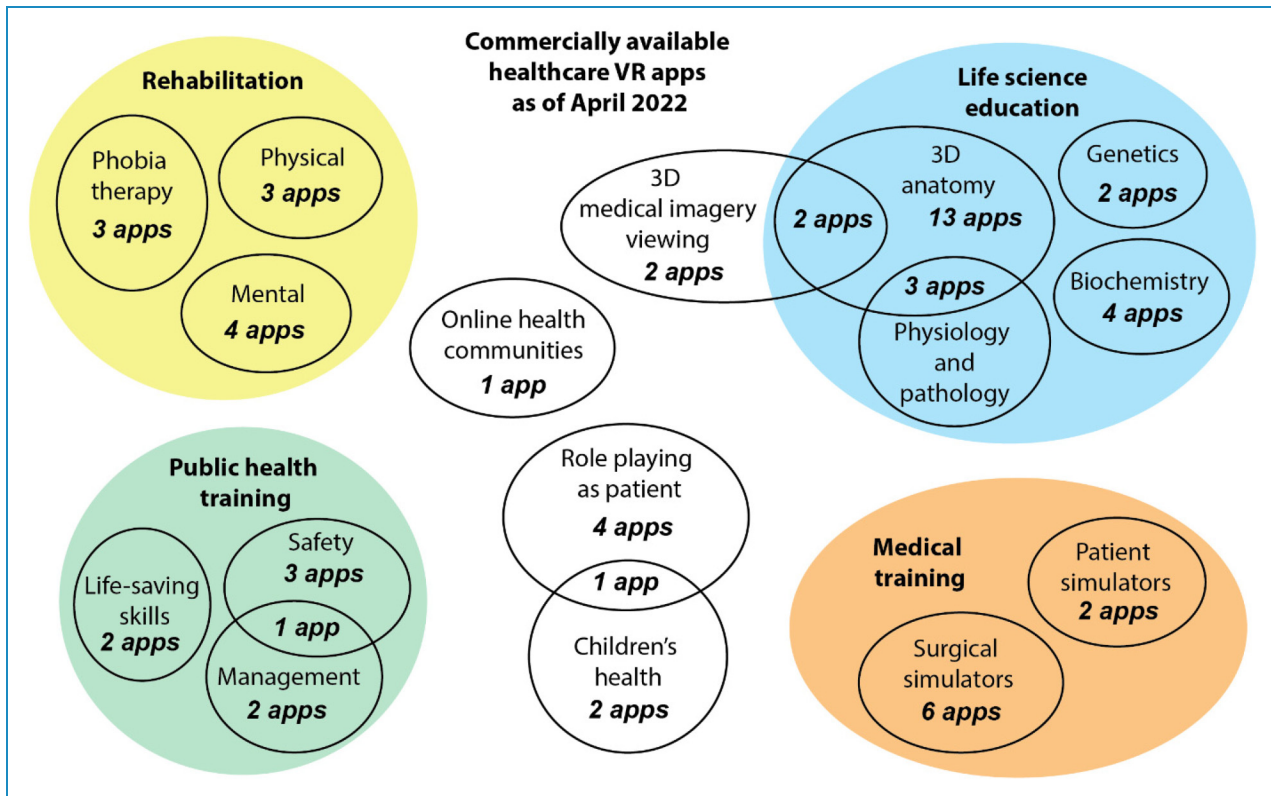 Commercially available
healthcare VR apps
as of April 2022
Rehabilitation
Phobia
therapy
3 apps
Physical
3 apps
Mental
4 apps
Life science
education
3D
medical imagery
viewing
2 apps
2 apps
3D
anatomy
13 apps
Genetics
2 apps
3 apps
Physiology
and
pathology
Biochemistry
4 apps
Online health
communities
1 app
Public health
training
Life-saving
skills
2 apps
Safety
3 apps
1 app
Management
2 apps
Role playing
as patient
4 apps
1 app
Children's
health
2 apps
Medical
training
Patient
simulators
2 apps
Surgical
simulators
6 apps